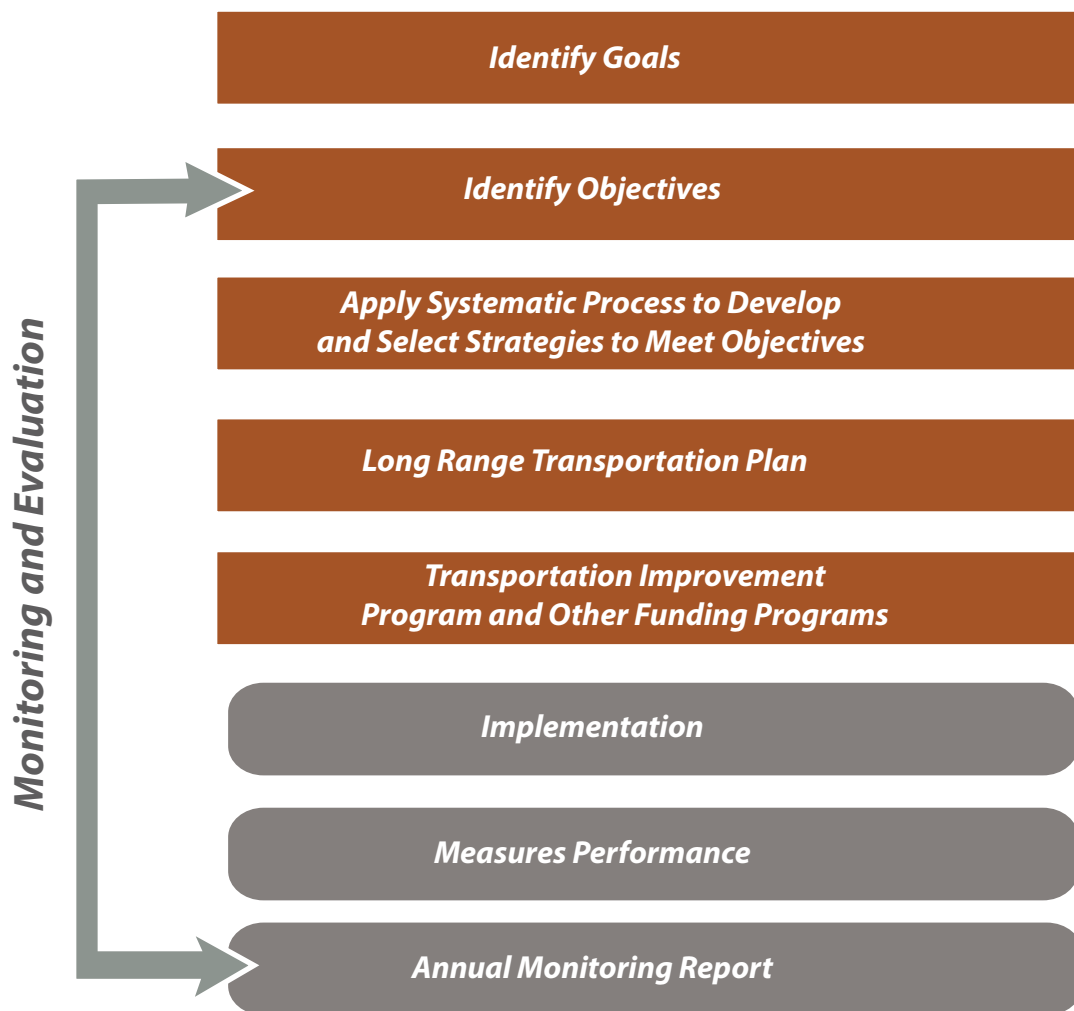 Identify Goals
Identify Objectives
Apply Systematic Process to Develop
and Select Strategies to Meet Objectives
Long Range Transportation Plan
Transportation Improvement
Program and Other Funding Programs
Implementation
Measures Performance
Annual Monitoring Report
Monitoring and Evaluation